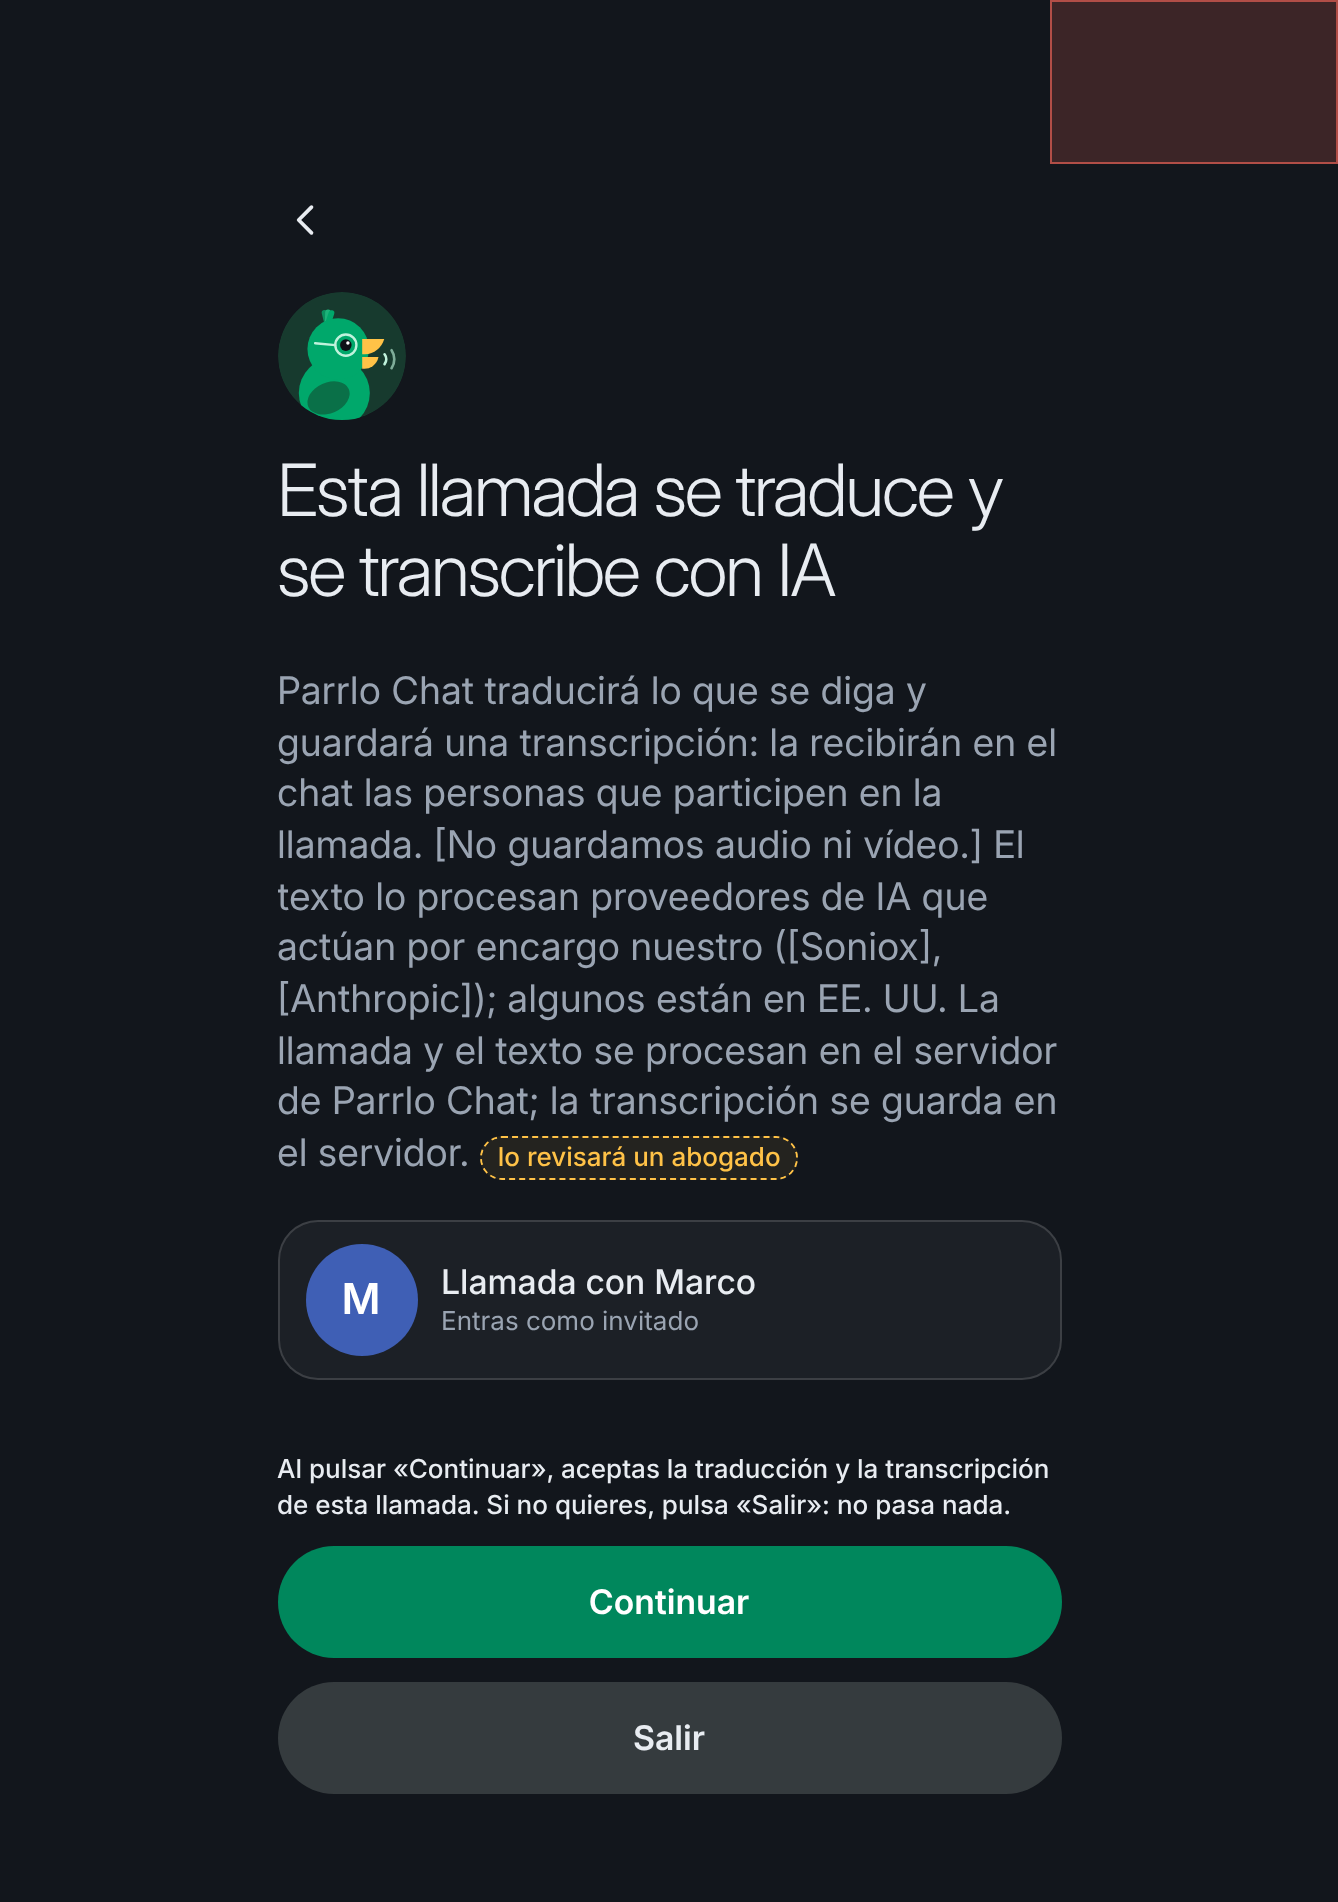 Esta llamada se traduce y
se transcribe con IA
Parrlo Chat traducirá lo que se diga y
guardará una transcripción: la recibirán en el
chat las personas que participen en la
llamada. [No guardamos audio ni vídeo.] El
texto lo procesan proveedores de IA que
actúan por encargo nuestro ([Soniox],
[Anthropic]); algunos están en EE. UU. La
llamada y el texto se procesan en el servidor
de Parrlo Chat; la transcripción se guarda en
el servidor. lo revisará un abogado
M
Llamada con Marco
Entras como invitado
Al pulsar «Continuar», aceptas la traducción y la transcripción
de esta llamada. Si no quieres, pulsa «Salir»: no pasa nada.
Continuar
Salir